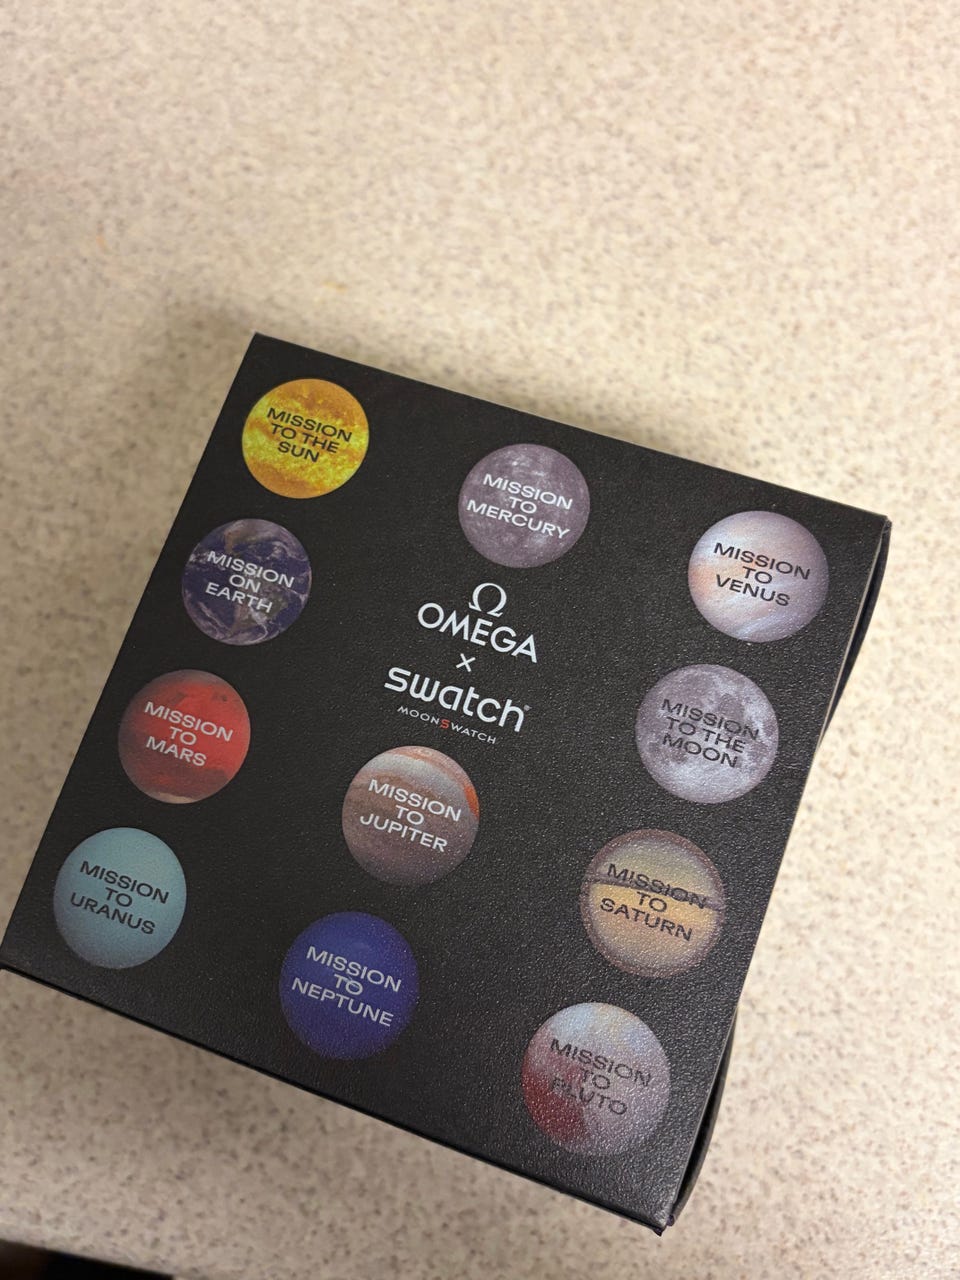 MISSION
TO THE
SUN
MISSION
TO
MERCURY
MISSION
TO
VENUS
MISSION
ON
EARTH
Ω
OMEGA
x
swatch®
MOONSWATCH
MISSION
TO THE
MOON
MISSION
TO
MARS
MISSION
TO
JUPITER
MISSION
TO
SATURN
MISSION
TO
URANUS
MISSION
TO
NEPTUNE
MISSION
TO
PLUTO